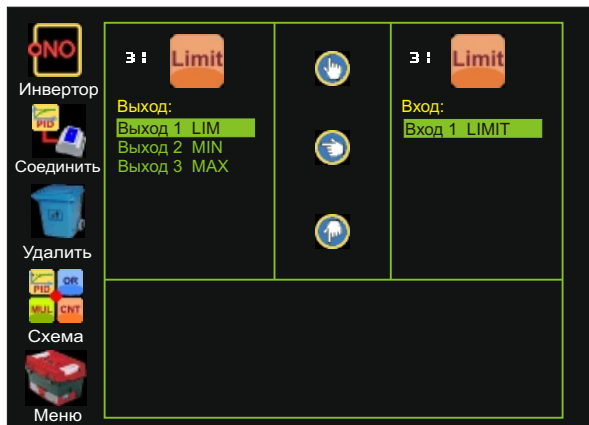 NO
Инвертор
PID
Соединить
Удалить
PID OR
MUL CNT
Схема
Меню
31 Limit
Выход:
Выход 1 LIM
Выход 2 MIN
Выход 3 MAX
31 Limit
Вход:
Вход 1 LIMIT